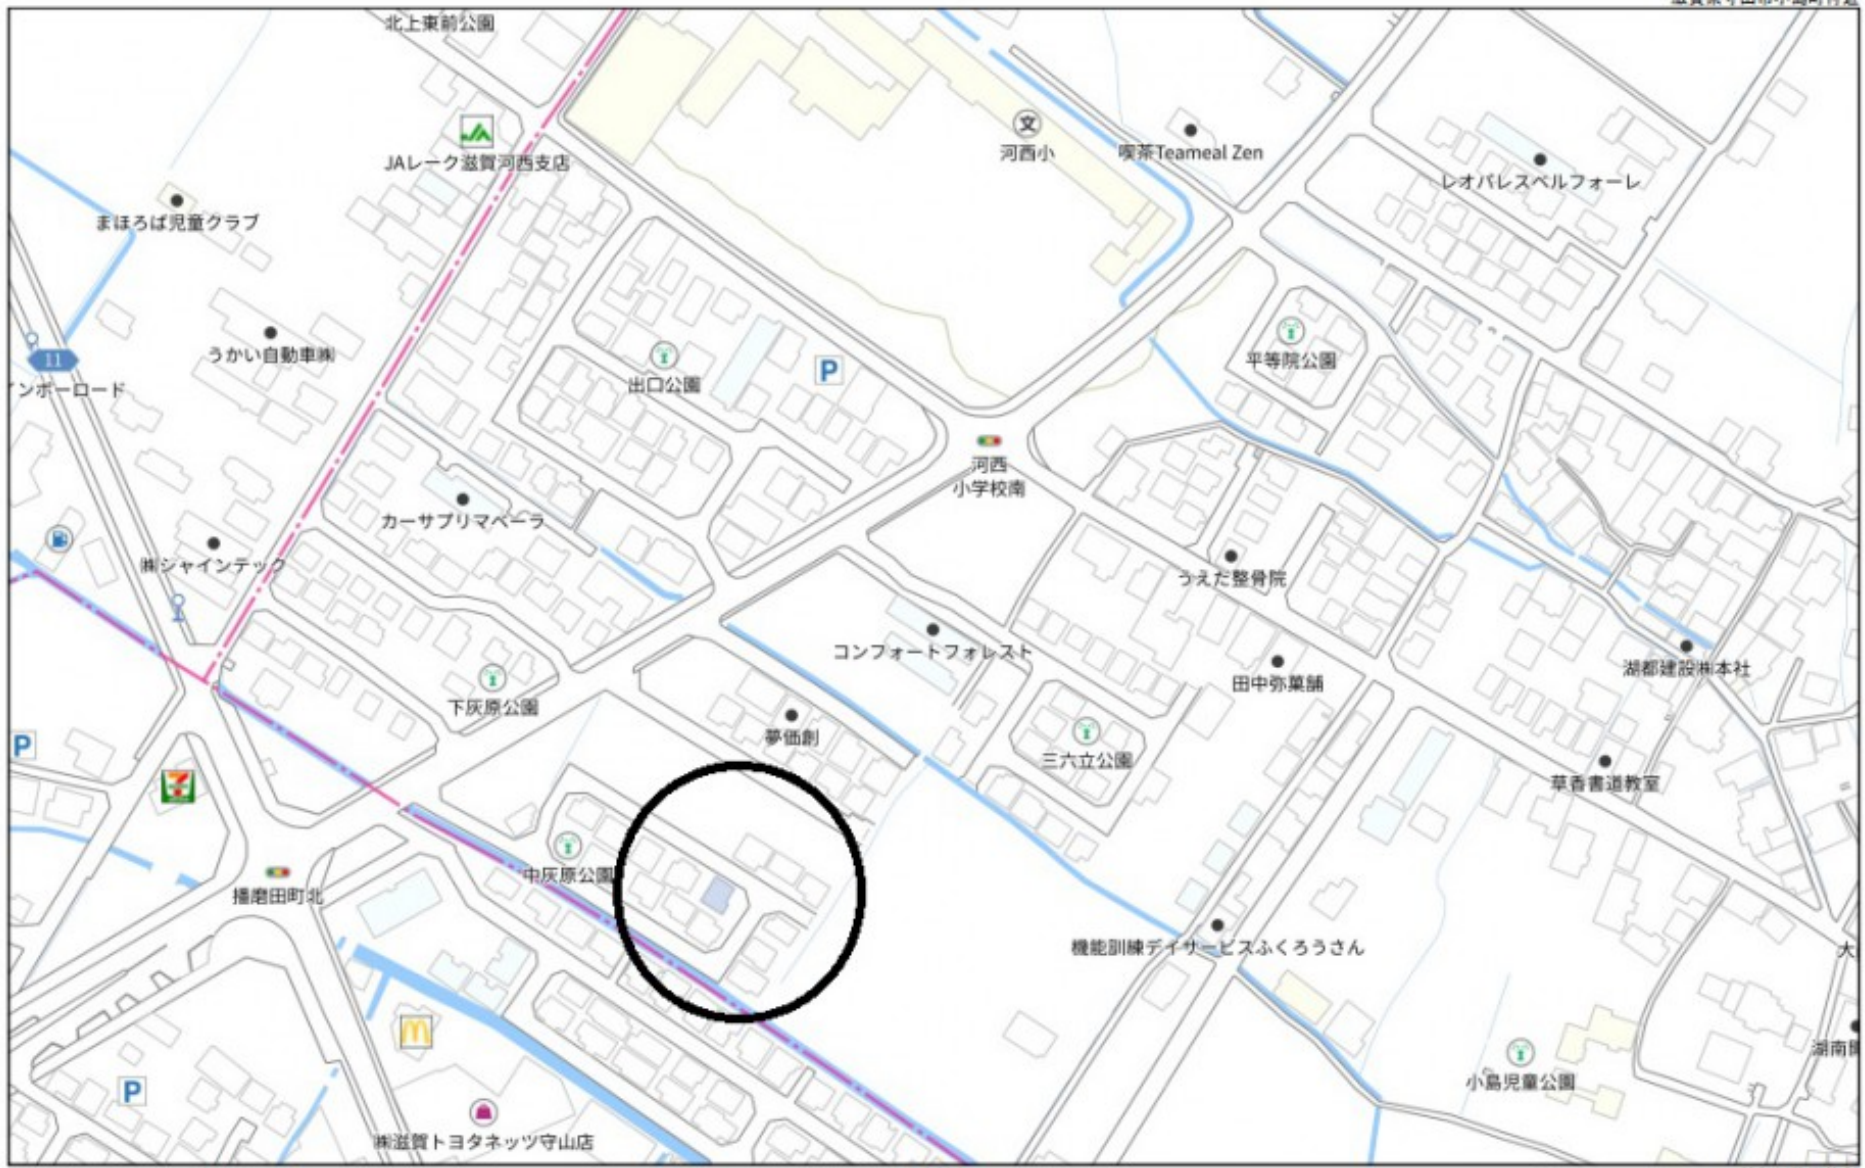 北上東前公園
JAレーク滋賀河西支店
文
河西小
喫茶Teameal Zen
レオパレスベルフォーレ
まほろば児童クラブ
うかい自動車㈱
11
インボーロード
出口公園
P
平等院公園
河西
小学校南
カーサプリマベーラ
㈱シャインテック
うえだ整骨院
コンフォートフォレスト
田中弥菓舗
湖都建設㈱本社
下灰原公園
夢価創
三六立公園
草香書道教室
P
7
中灰原公園
播磨田町北
機能訓練デイサービスふくろうさん
大
小島児童公園
湖南
P
㈱滋賀トヨタネッツ守山店